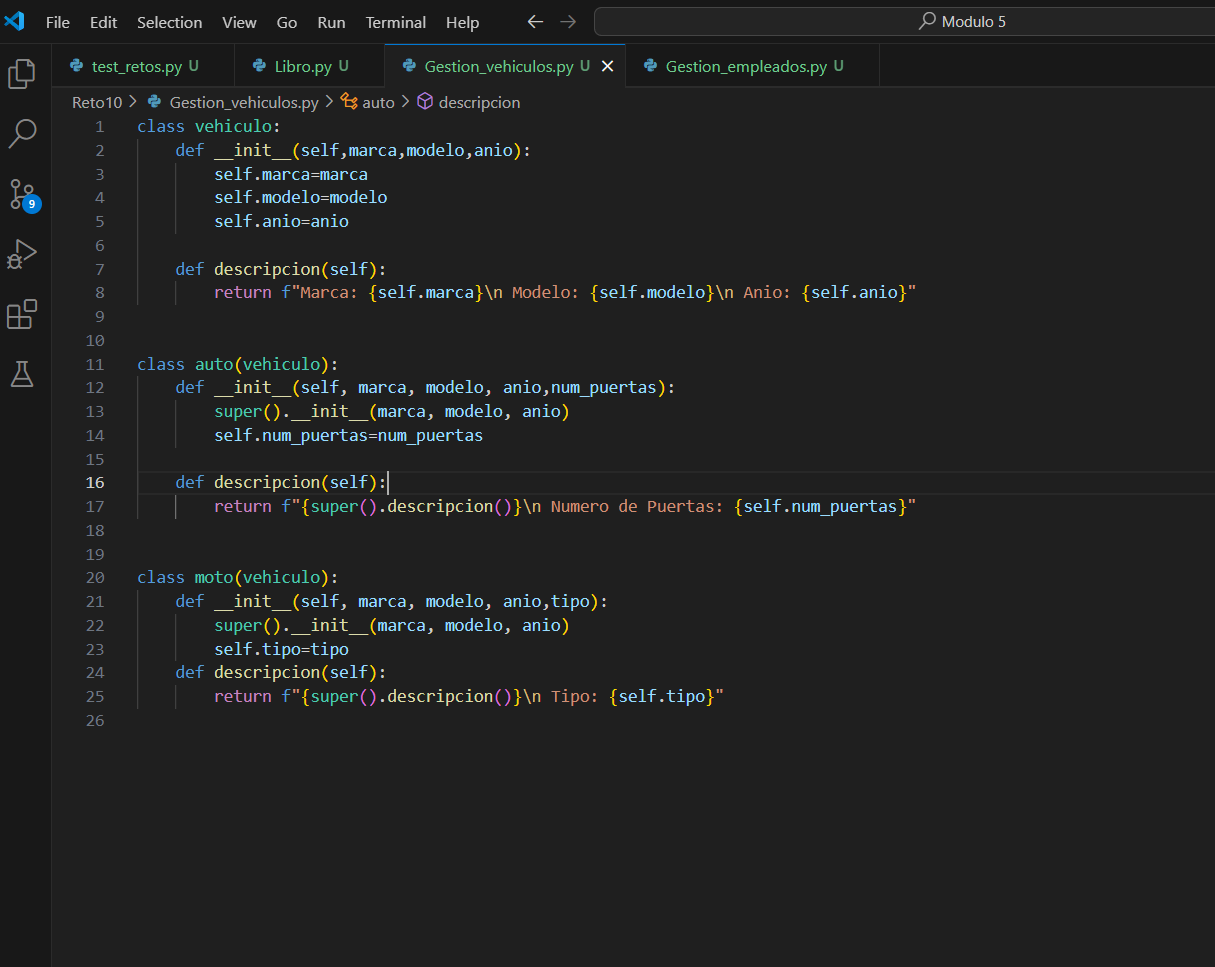 File Edit Selection View Go Run Terminal Help Modulo 5
test_retos.py U Libro.py U Gestion_vehiculos.py U Gestion_empleados.py U
Reto10 > Gestion_vehiculos.py > auto > descripcion
1 class vehiculo:
2     def __init__(self,marca,modelo,anio):
3         self.marca=marca
4         self.modelo=modelo
5         self.anio=anio
6
7     def descripcion(self):
8         return f"Marca: {self.marca}\n Modelo: {self.modelo}\n Anio: {self.anio}"
9
10
11 class auto(vehiculo):
12     def __init__(self, marca, modelo, anio,num_puertas):
13         super().__init__(marca, modelo, anio)
14         self.num_puertas=num_puertas
15
16     def descripcion(self):
17         return f"{super().descripcion()}\n Numero de Puertas: {self.num_puertas}"
18
19
20 class moto(vehiculo):
21     def __init__(self, marca, modelo, anio,tipo):
22         super().__init__(marca, modelo, anio)
23         self.tipo=tipo
24     def descripcion(self):
25         return f"{super().descripcion()}\n Tipo: {self.tipo}"
26
9